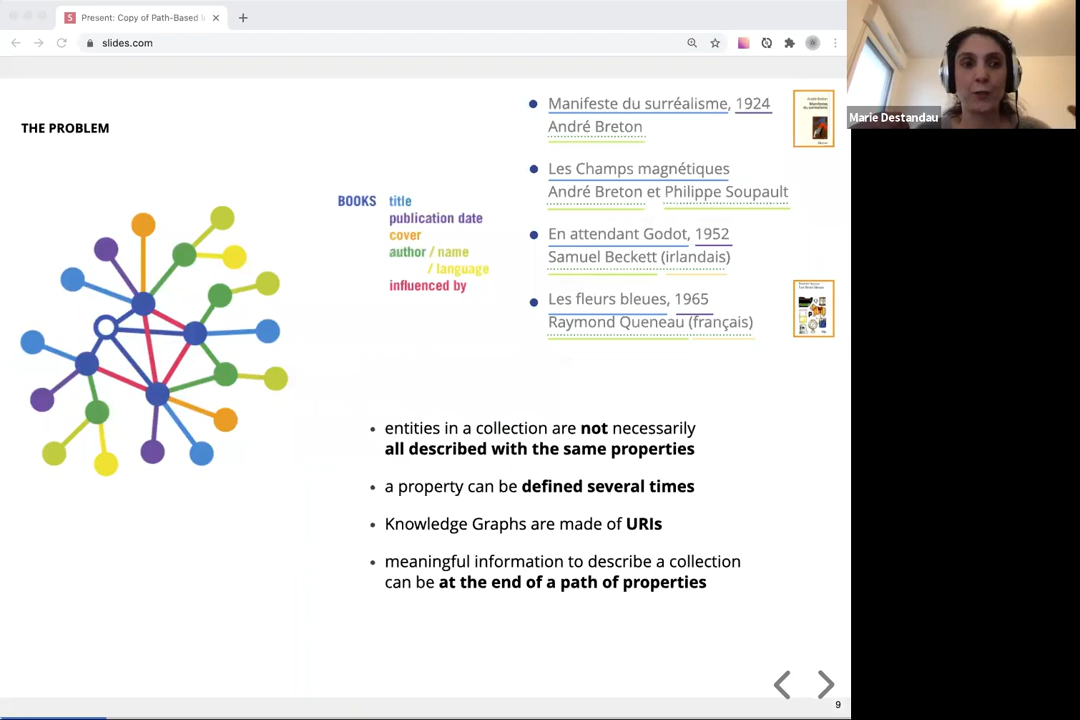 Present: Copy of Path-Based I
slides.com
Marie Destandau
THE PROBLEM
BOOKS title
publication date
cover
author / name
/ language
influenced by
Manifeste du surréalisme, 1924
André Breton
Les Champs magnétiques
André Breton et Philippe Soupault
En attendant Godot, 1952
Samuel Beckett (irlandais)
Les fleurs bleues, 1965
Raymond Queneau (français)
• entities in a collection are not necessarily
all described with the same properties
• a property can be defined several times
• Knowledge Graphs are made of URIs
• meaningful information to describe a collection
can be at the end of a path of properties
9